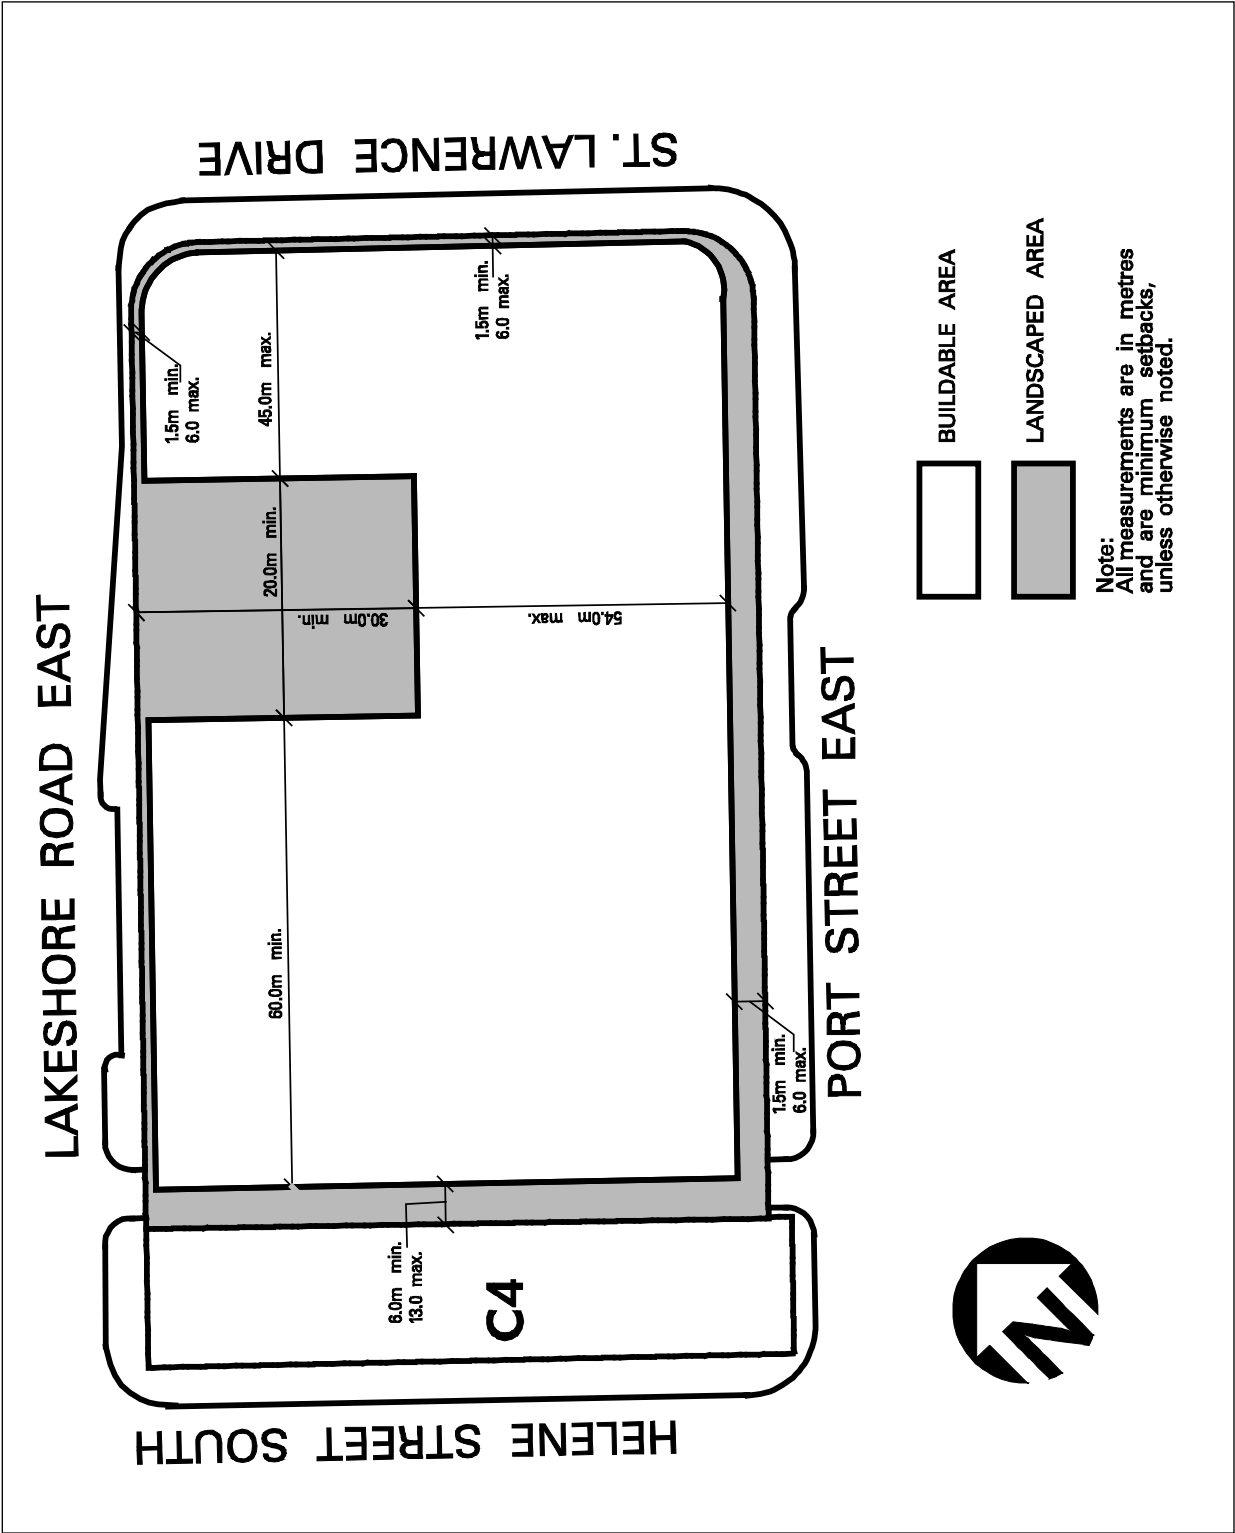 ST. LAWRENCE DRIVE
LAKESHORE ROAD EAST
PORT STREET EAST
HELENE STREET SOUTH
1.5m min.
6.0 max.
45.0m max.
1.5m min.
6.0 max.
20.0m min.
30.0m min.
54.0m max.
60.0m min.
1.5m min.
6.0 max.
6.0m min.
13.0 max.
C4
BUILDABLE AREA
LANDSCAPED AREA
Note:
All measurements are in metres
and are minimum setbacks,
unless otherwise noted.
N